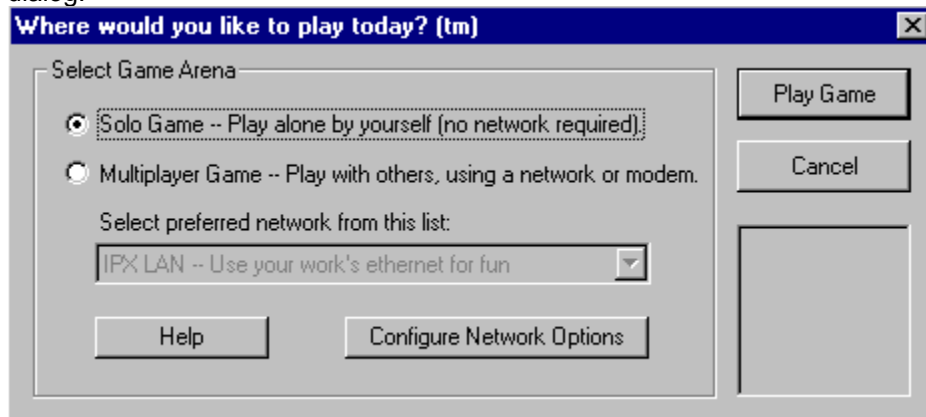 dialog:
Where would you like to play today? (tm)
Select Game Arena
Solo Game -- Play alone by yourself (no network required).
Play Game
Multiplayer Game -- Play with others, using a network or modem.
Cancel
Select preferred network from this list:
IPX LAN -- Use your work's ethernet for fun
Help
Configure Network Options